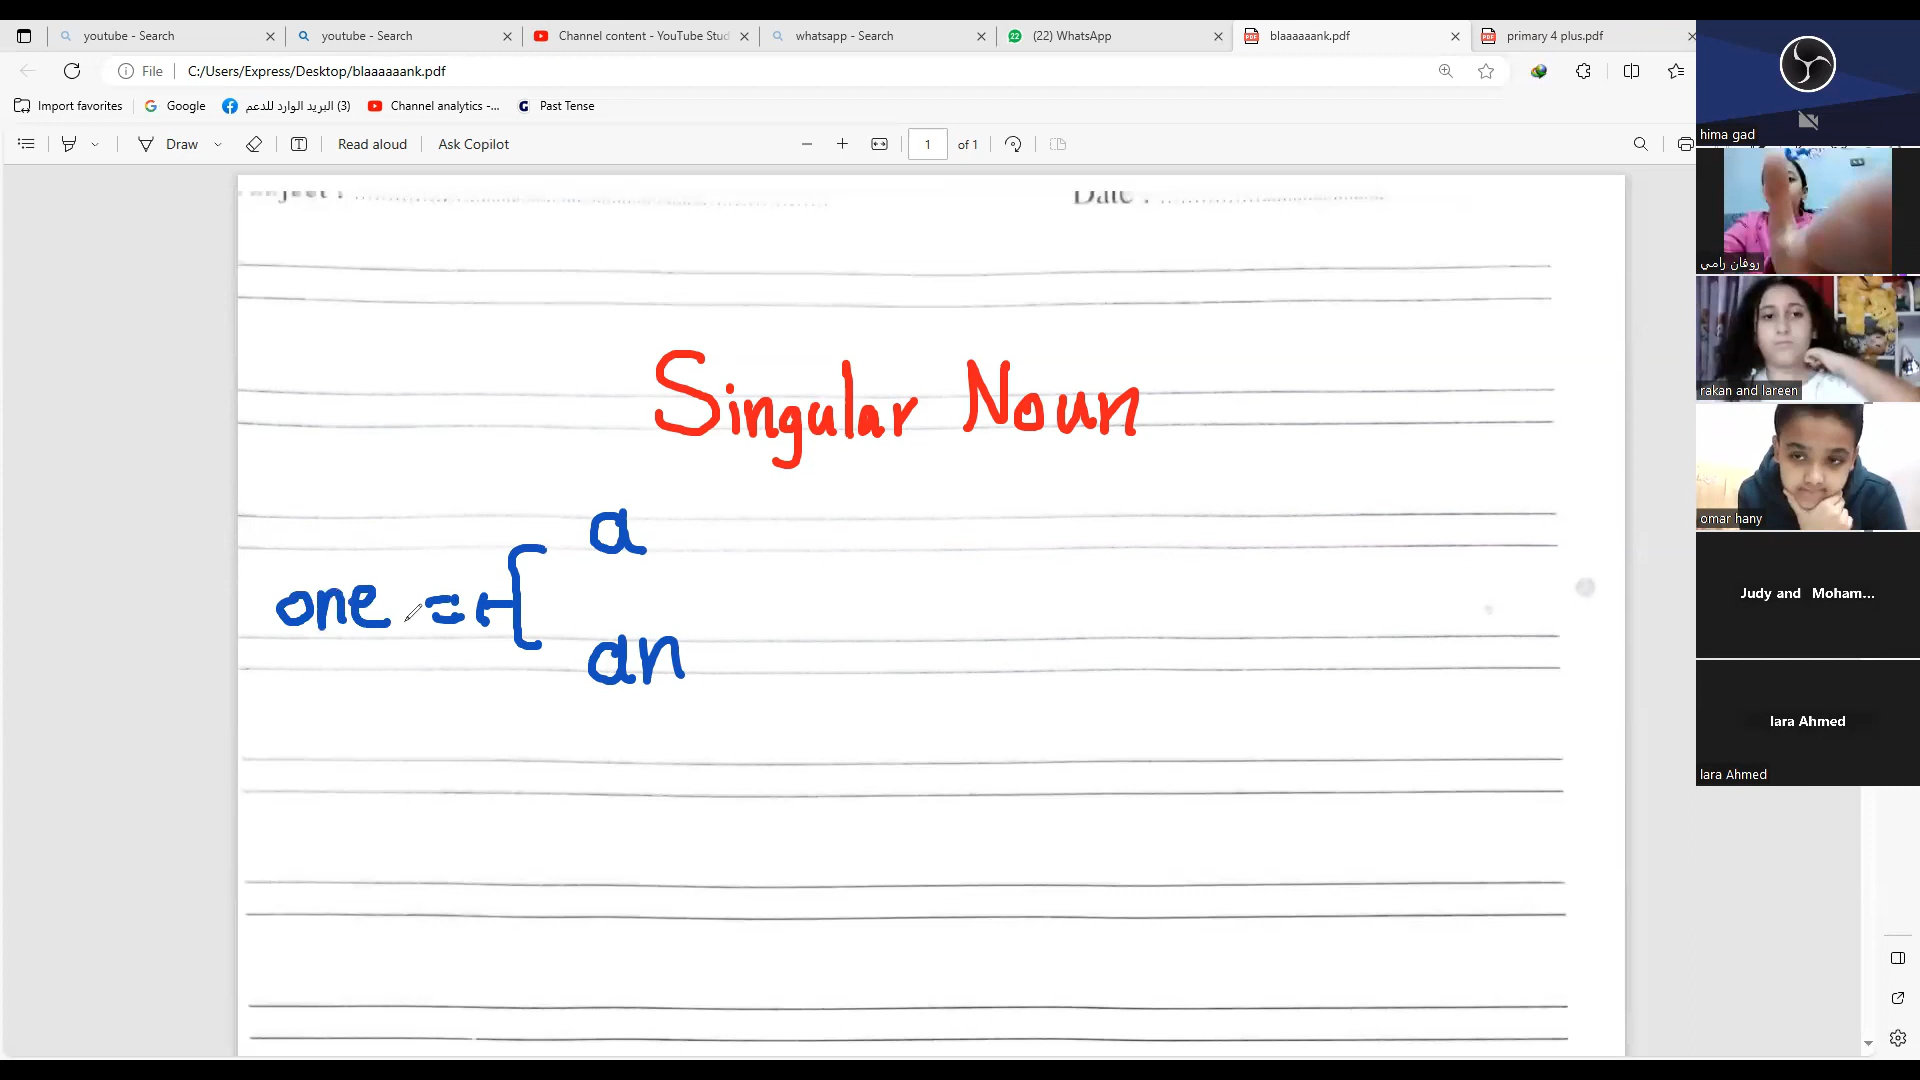 youtube - Search
youtube - Search
Channel content - YouTube Stud
whatsapp - Search
(22) WhatsApp
blaaaaaank.pdf
primary 4 plus.pdf
File
C:/Users/Express/Desktop/blaaaaaank.pdf
Import favorites
Google
(3) البريد الوارد للدعم
Channel analytics -...
Past Tense
Draw
Read aloud
Ask Copilot
1 of 1
Date :
Singular Noun
a
one =
an
hima gad
روفان رامي
rakan and lareen
omar hany
Judy and Moham...
lara Ahmed
lara Ahmed